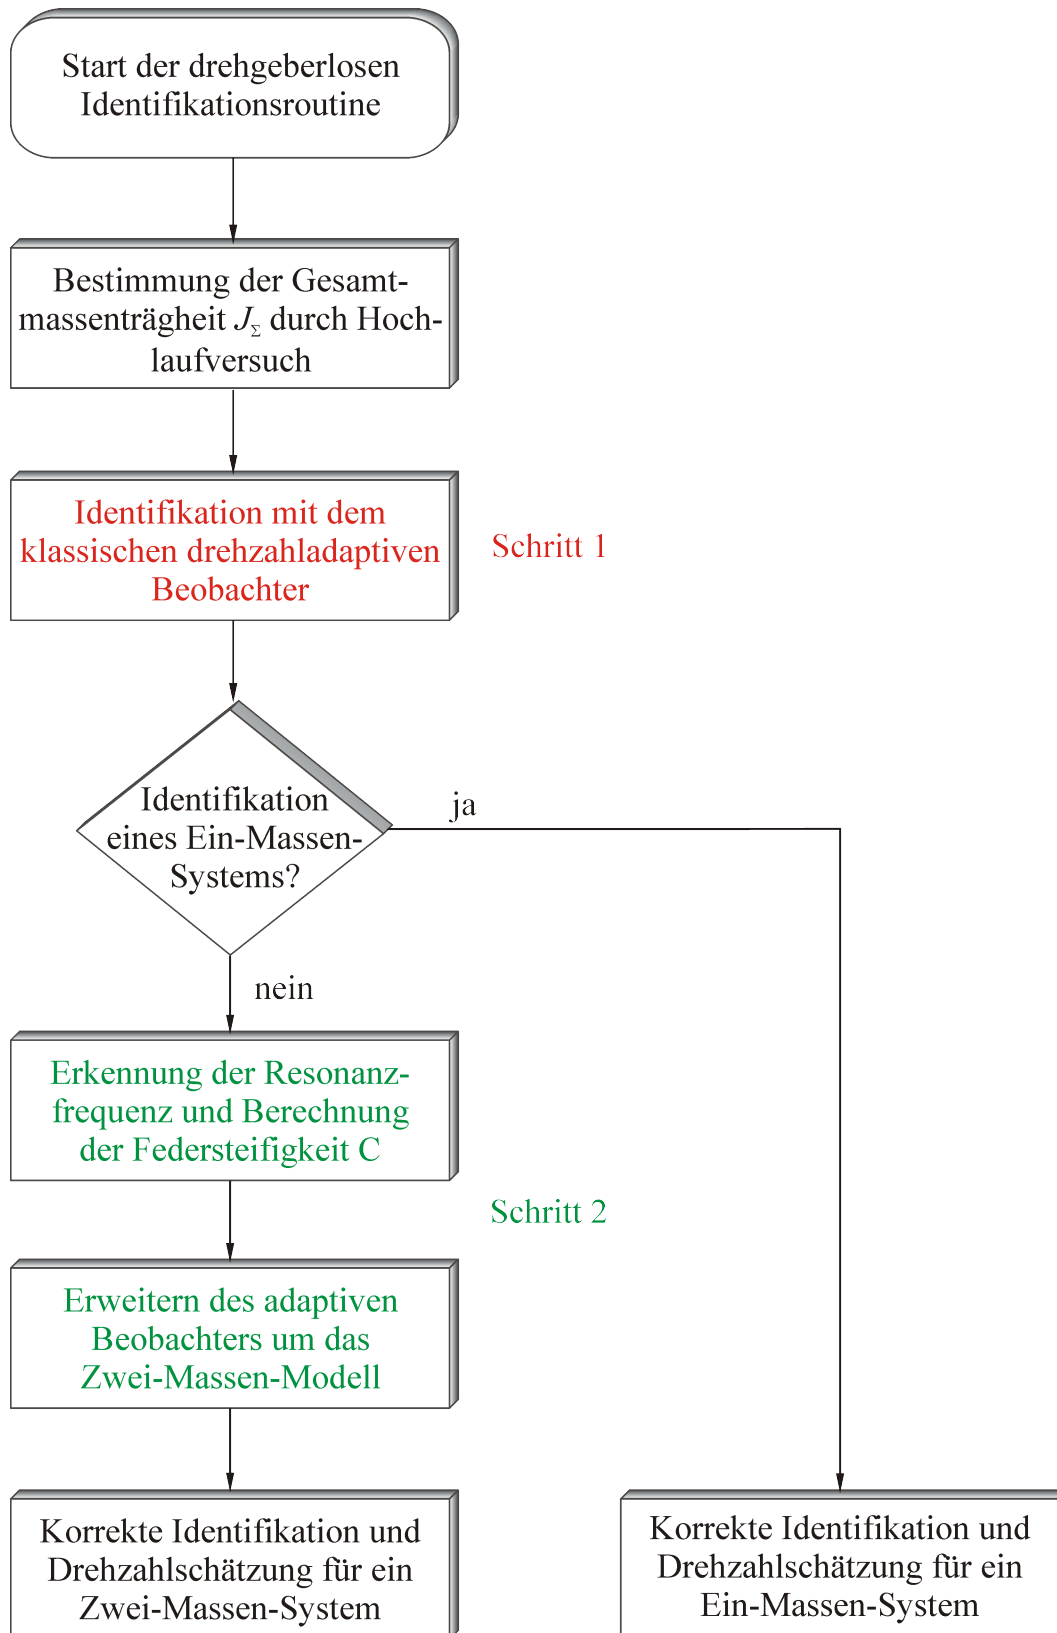 Start der drehgeberlosen
Identifikationsroutine
Bestimmung der Gesamt-
massenträgheit J_Σ durch Hoch-
laufversuch
Identifikation mit dem
klassischen drehzahladaptiven
Beobachter
Schritt 1
Identifikation
eines Ein-Massen-
Systems?
ja
nein
Erkennung der Resonanz-
frequenz und Berechnung
der Federsteifigkeit C
Schritt 2
Erweitern des adaptiven
Beobachters um das
Zwei-Massen-Modell
Korrekte Identifikation und
Drehzahlschätzung für ein
Zwei-Massen-System
Korrekte Identifikation und
Drehzahlschätzung für ein
Ein-Massen-System